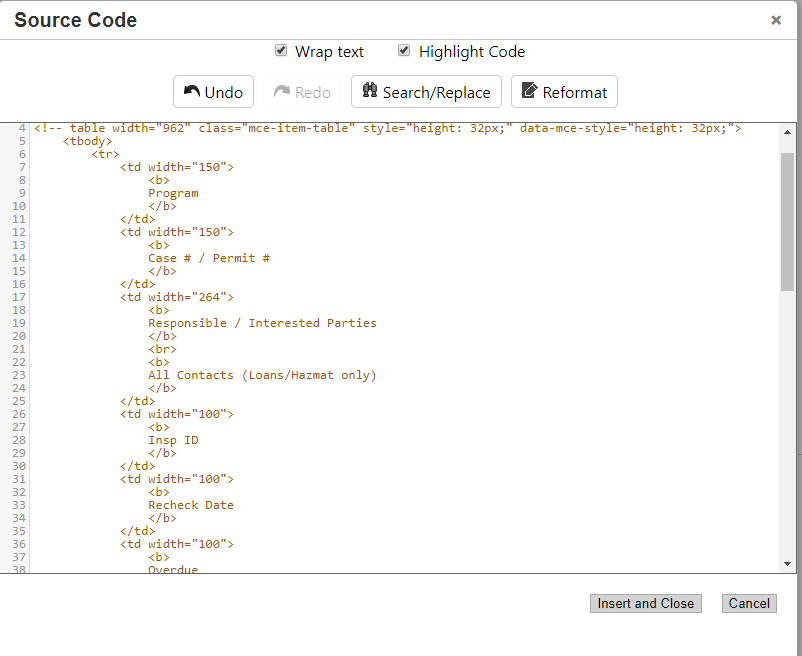 Source Code ×
Wrap text Highlight Code
Undo Redo Search/Replace Reformat
4 <!-- table width="962" class="mce-item-table" style="height: 32px;" data-mce-style="height: 32px;">
5 <tbody>
6 <tr>
7 <td width="150">
8 <b>
9 Program
10 </b>
11 </td>
12 <td width="150">
13 <b>
14 Case # / Permit #
15 </b>
16 </td>
17 <td width="264">
18 <b>
19 Responsible / Interested Parties
20 </b>
21 <br>
22 <b>
23 All Contacts (Loans/Hazmat only)
24 </b>
25 </td>
26 <td width="100">
27 <b>
28 Insp ID
29 </b>
30 </td>
31 <td width="100">
32 <b>
33 Recheck Date
34 </b>
35 </td>
36 <td width="100">
37 <b>
38 Overdue
Insert and Close Cancel